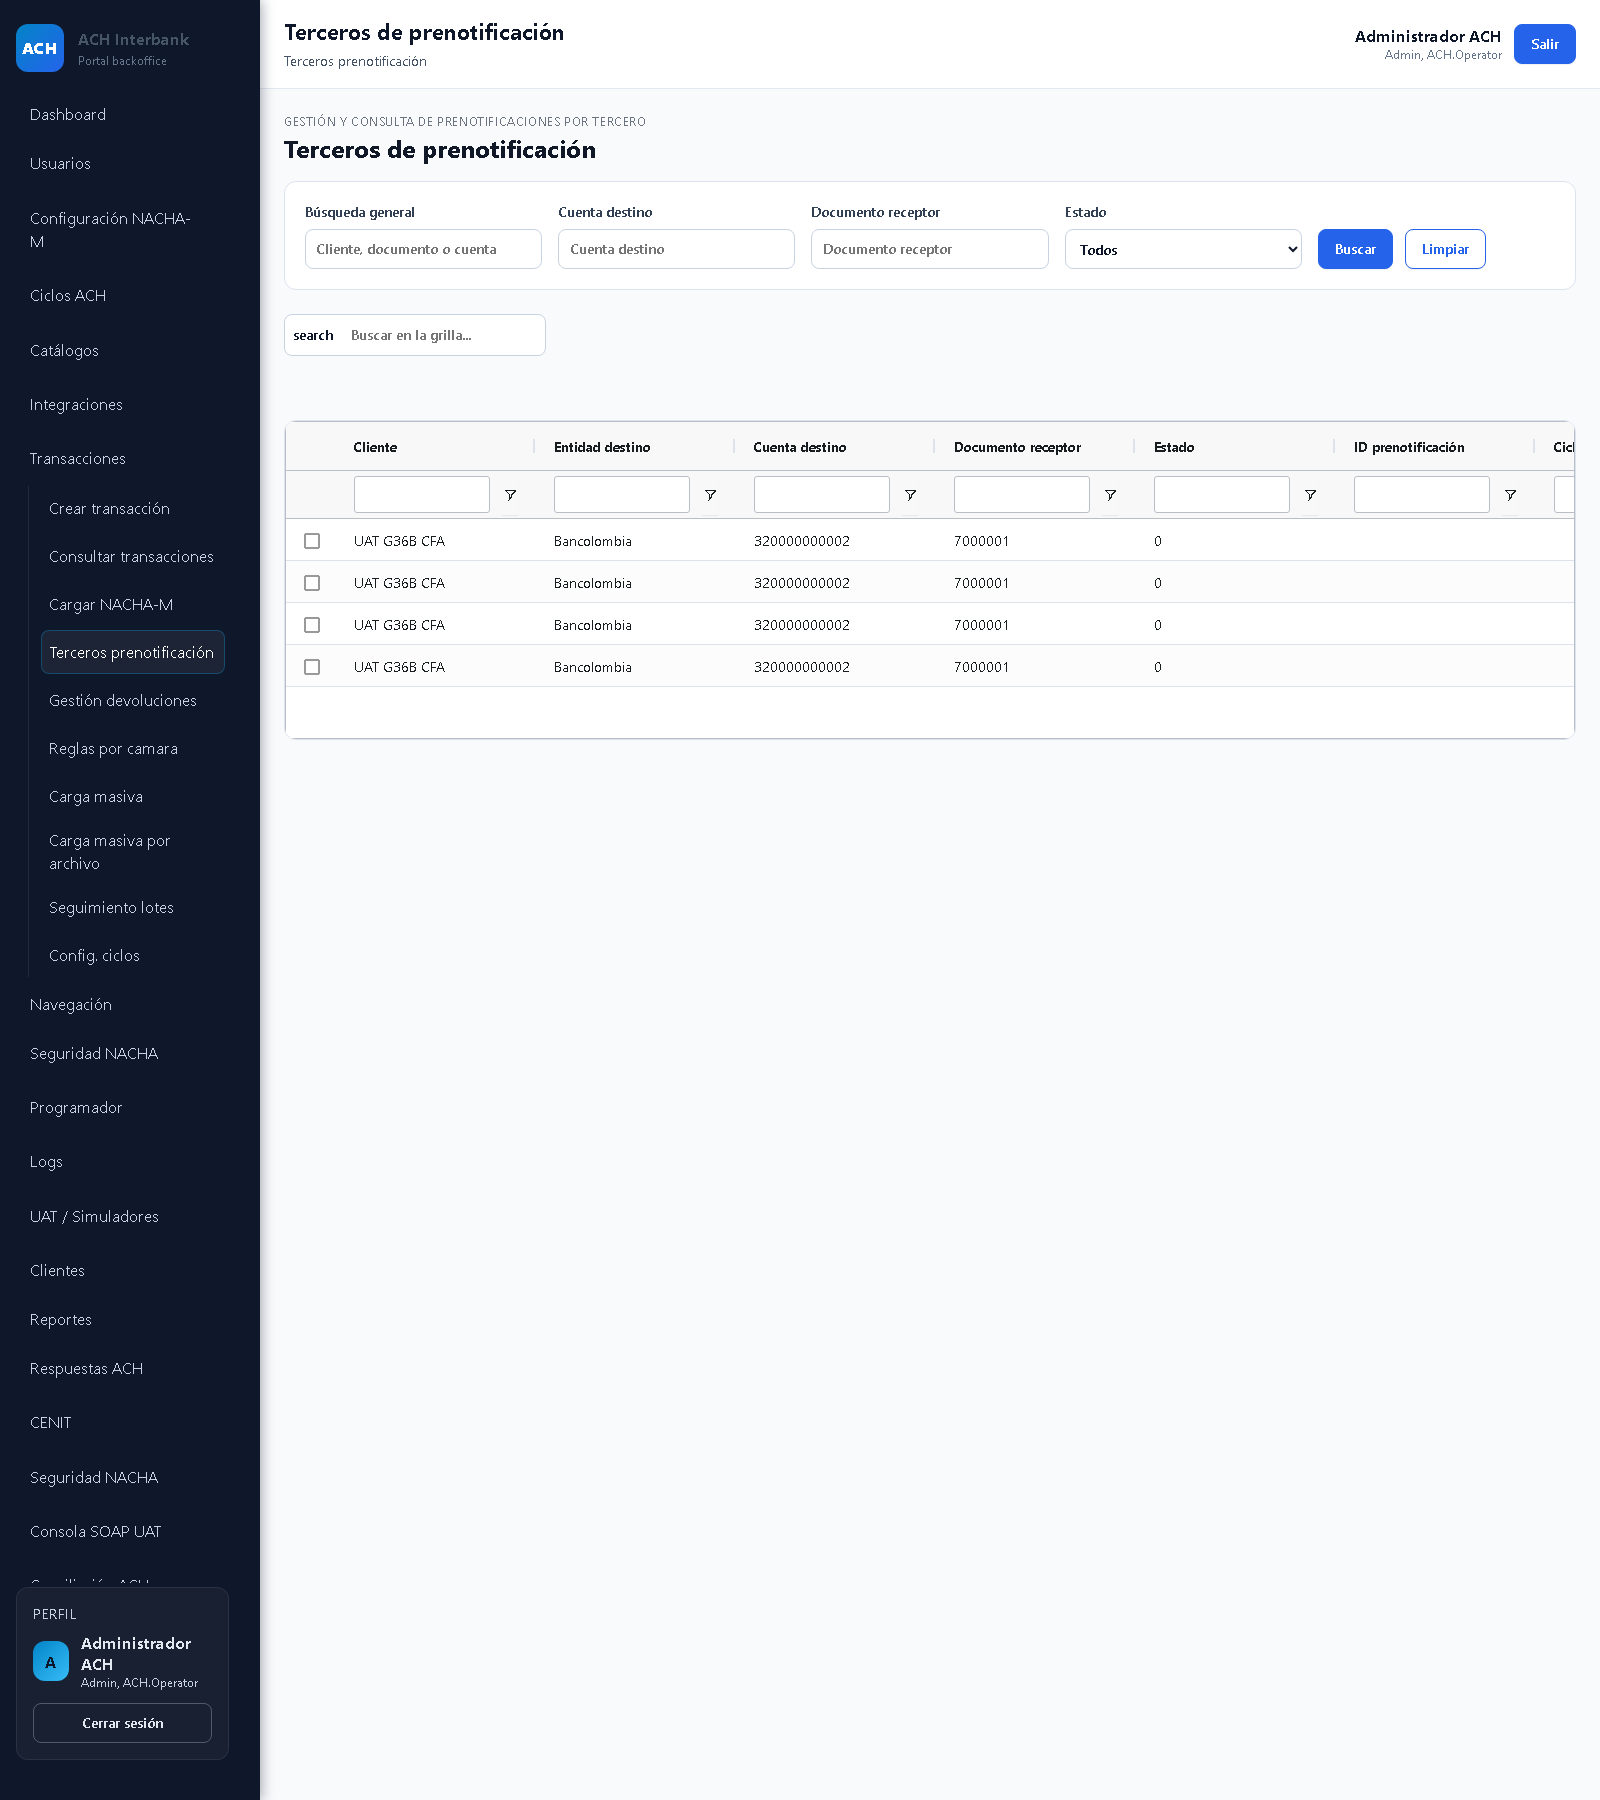 ACH
ACH Interbank
Portal backoffice
Dashboard
Usuarios
Configuración NACHA-
M
Ciclos ACH
Catálogos
Integraciones
Transacciones
Crear transacción
Consultar transacciones
Cargar NACHA-M
Terceros prenotificación
Gestión devoluciones
Reglas por camara
Carga masiva
Carga masiva por
archivo
Seguimiento lotes
Config. ciclos
Navegación
Seguridad NACHA
Programador
Logs
UAT / Simuladores
Clientes
Reportes
Respuestas ACH
CENIT
Seguridad NACHA
Consola SOAP UAT
PERFIL
A
Administrador
ACH
Admin, ACH.Operator
Cerrar sesión
Terceros de prenotificación
Terceros prenotificación
Administrador ACH
Admin, ACH.Operator
Salir
GESTIÓN Y CONSULTA DE PRENOTIFICACIONES POR TERCERO
Terceros de prenotificación
Búsqueda general Cuenta destino Documento receptor Estado
Cliente, documento o cuenta Cuenta destino Documento receptor Todos Buscar Limpiar
search Buscar en la grilla...
Cliente Entidad destino Cuenta destino Documento receptor Estado ID prenotificación
UAT G36B CFA Bancolombia 320000000002 7000001 0
UAT G36B CFA Bancolombia 320000000002 7000001 0
UAT G36B CFA Bancolombia 320000000002 7000001 0
UAT G36B CFA Bancolombia 320000000002 7000001 0